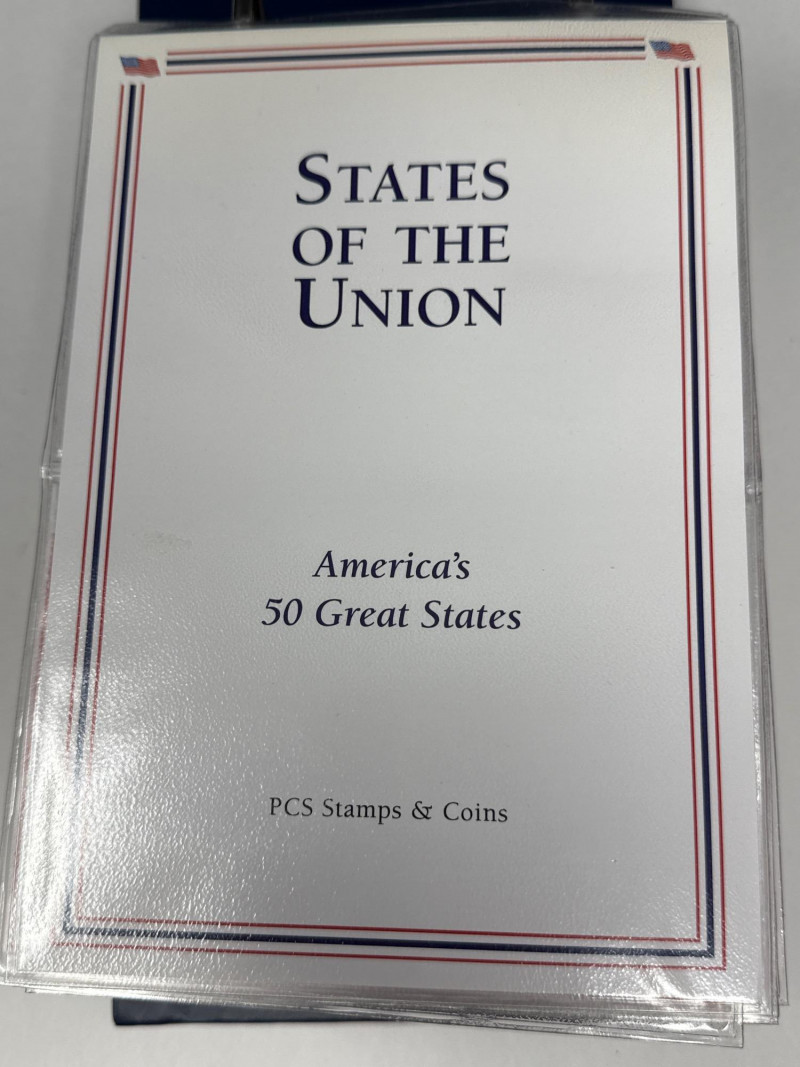 States
of the
Union
America's
50 Great States
PCS Stamps & Coins